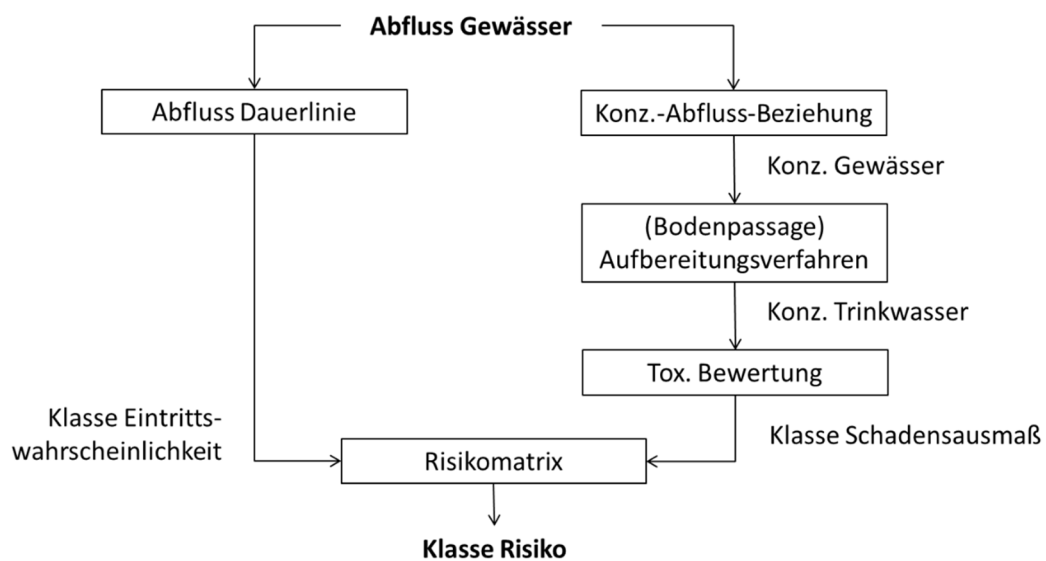 Abfluss Gewässer
Abfluss Dauerlinie
Konz.-Abfluss-Beziehung
Konz. Gewässer
(Bodenpassage)
Aufbereitungsverfahren
Konz. Trinkwasser
Tox. Bewertung
Klasse Eintritts-
wahrscheinlichkeit
Klasse Schadensausmaß
Risikomatrix
Klasse Risiko